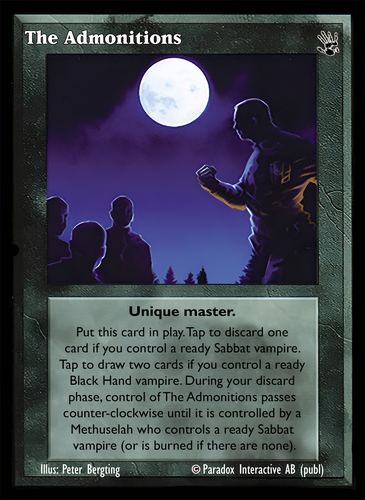 The Admonitions
Unique master.
Put this card in play. Tap to discard one
card if you control a ready Sabbat vampire.
Tap to draw two cards if you control a ready
Black Hand vampire. During your discard
phase, control of The Admonitions passes
counter-clockwise until it is controlled by a
Methuselah who controls a ready Sabbat
vampire (or is burned if there are none).
Illus: Peter Bergting © Paradox Interactive AB (publ)